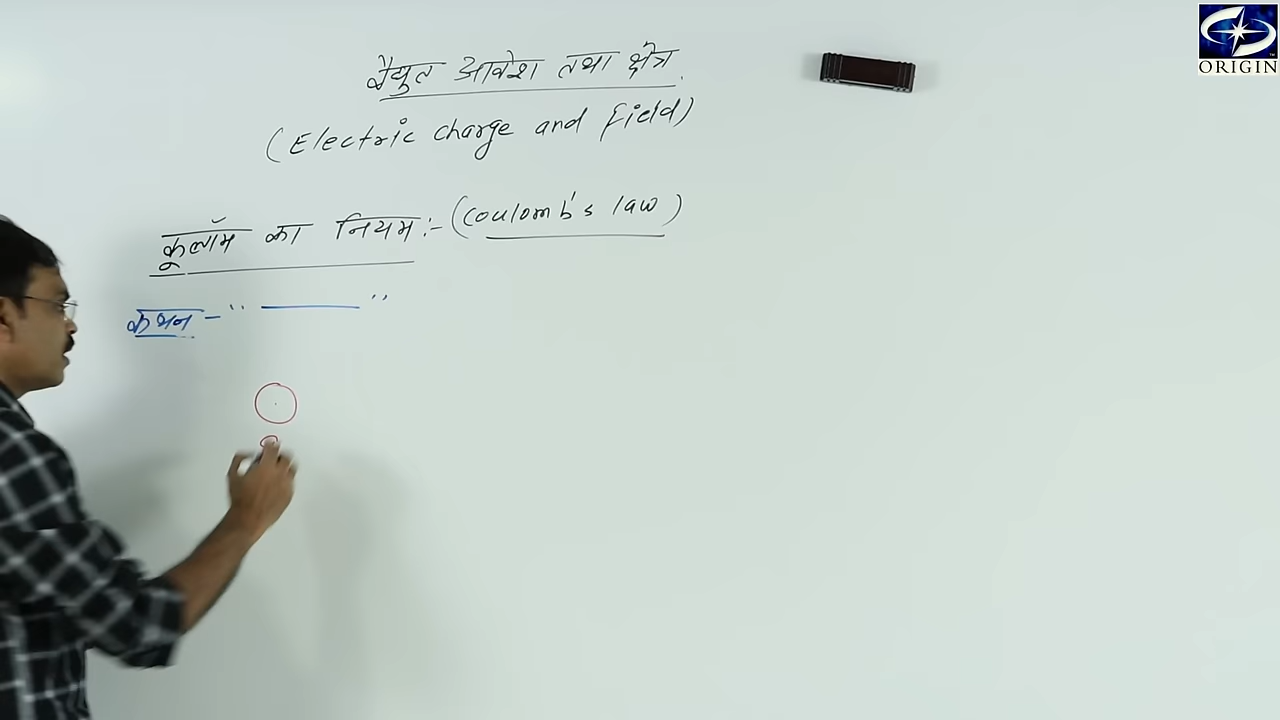 वैद्युत आवेश तथा क्षेत्र.
(Electric charge and field)
कूलॉम का नियम:- (Coulomb's law)
कथन - " ——— "
ORIGIN